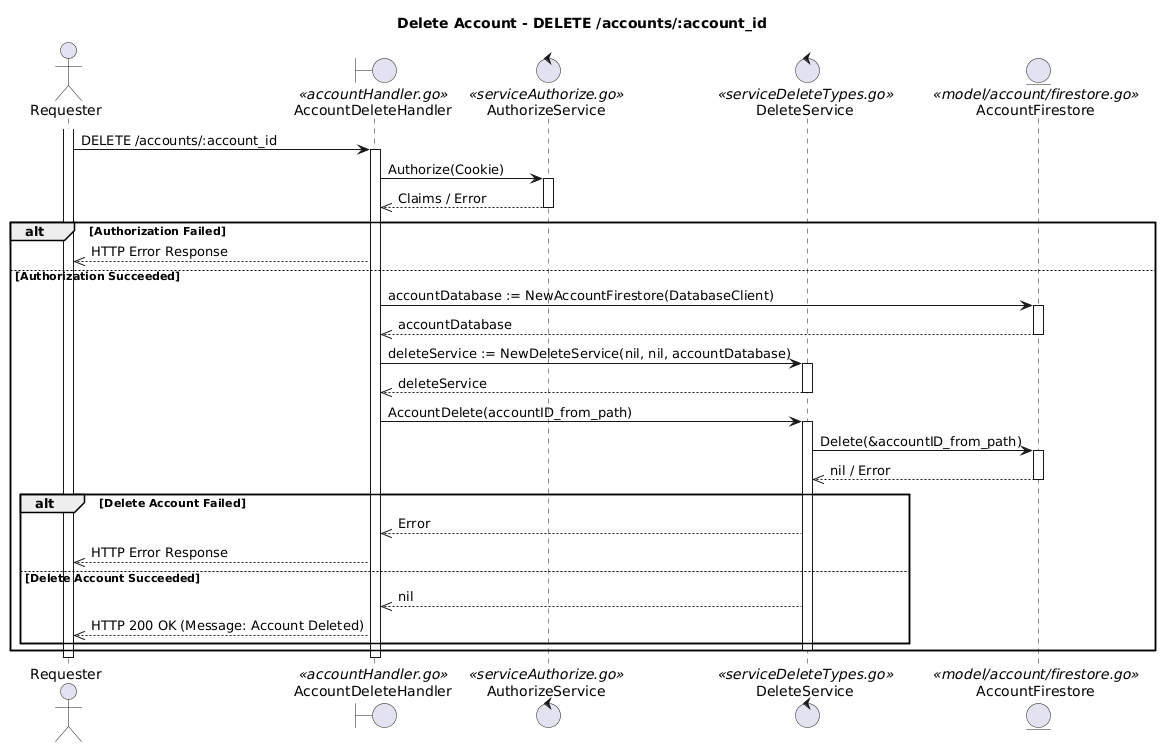 Delete Account - DELETE /accounts/:account_id
Requester
«accountHandler.go»
AccountDeleteHandler
«serviceAuthorize.go»
AuthorizeService
«serviceDeleteTypes.go»
DeleteService
«model/account/firestore.go»
AccountFirestore
DELETE /accounts/:account_id
Authorize(Cookie)
Claims / Error
alt [Authorization Failed]
HTTP Error Response
[Authorization Succeeded]
accountDatabase := NewAccountFirestore(DatabaseClient)
accountDatabase
deleteService := NewDeleteService(nil, nil, accountDatabase)
deleteService
AccountDelete(accountID_from_path)
Delete(&accountID_from_path)
nil / Error
alt [Delete Account Failed]
Error
HTTP Error Response
[Delete Account Succeeded]
nil
HTTP 200 OK (Message: Account Deleted)
Requester
«accountHandler.go»
AccountDeleteHandler
«serviceAuthorize.go»
AuthorizeService
«serviceDeleteTypes.go»
DeleteService
«model/account/firestore.go»
AccountFirestore